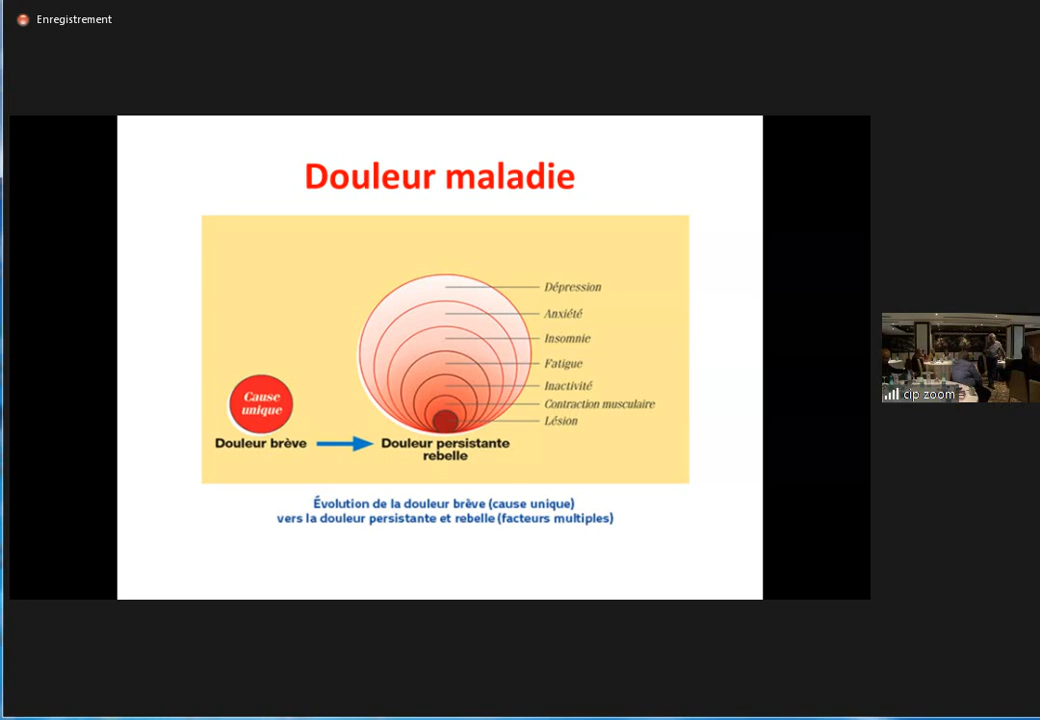 Enregistrement
Douleur maladie
Dépression
Anxiété
Insomnie
Fatigue
Inactivité
Contraction musculaire
Lésion
Cause
unique
Douleur brève
Douleur persistante
rebelle
Évolution de la douleur brève (cause unique)
vers la douleur persistante et rebelle (facteurs multiples)
cip zoom